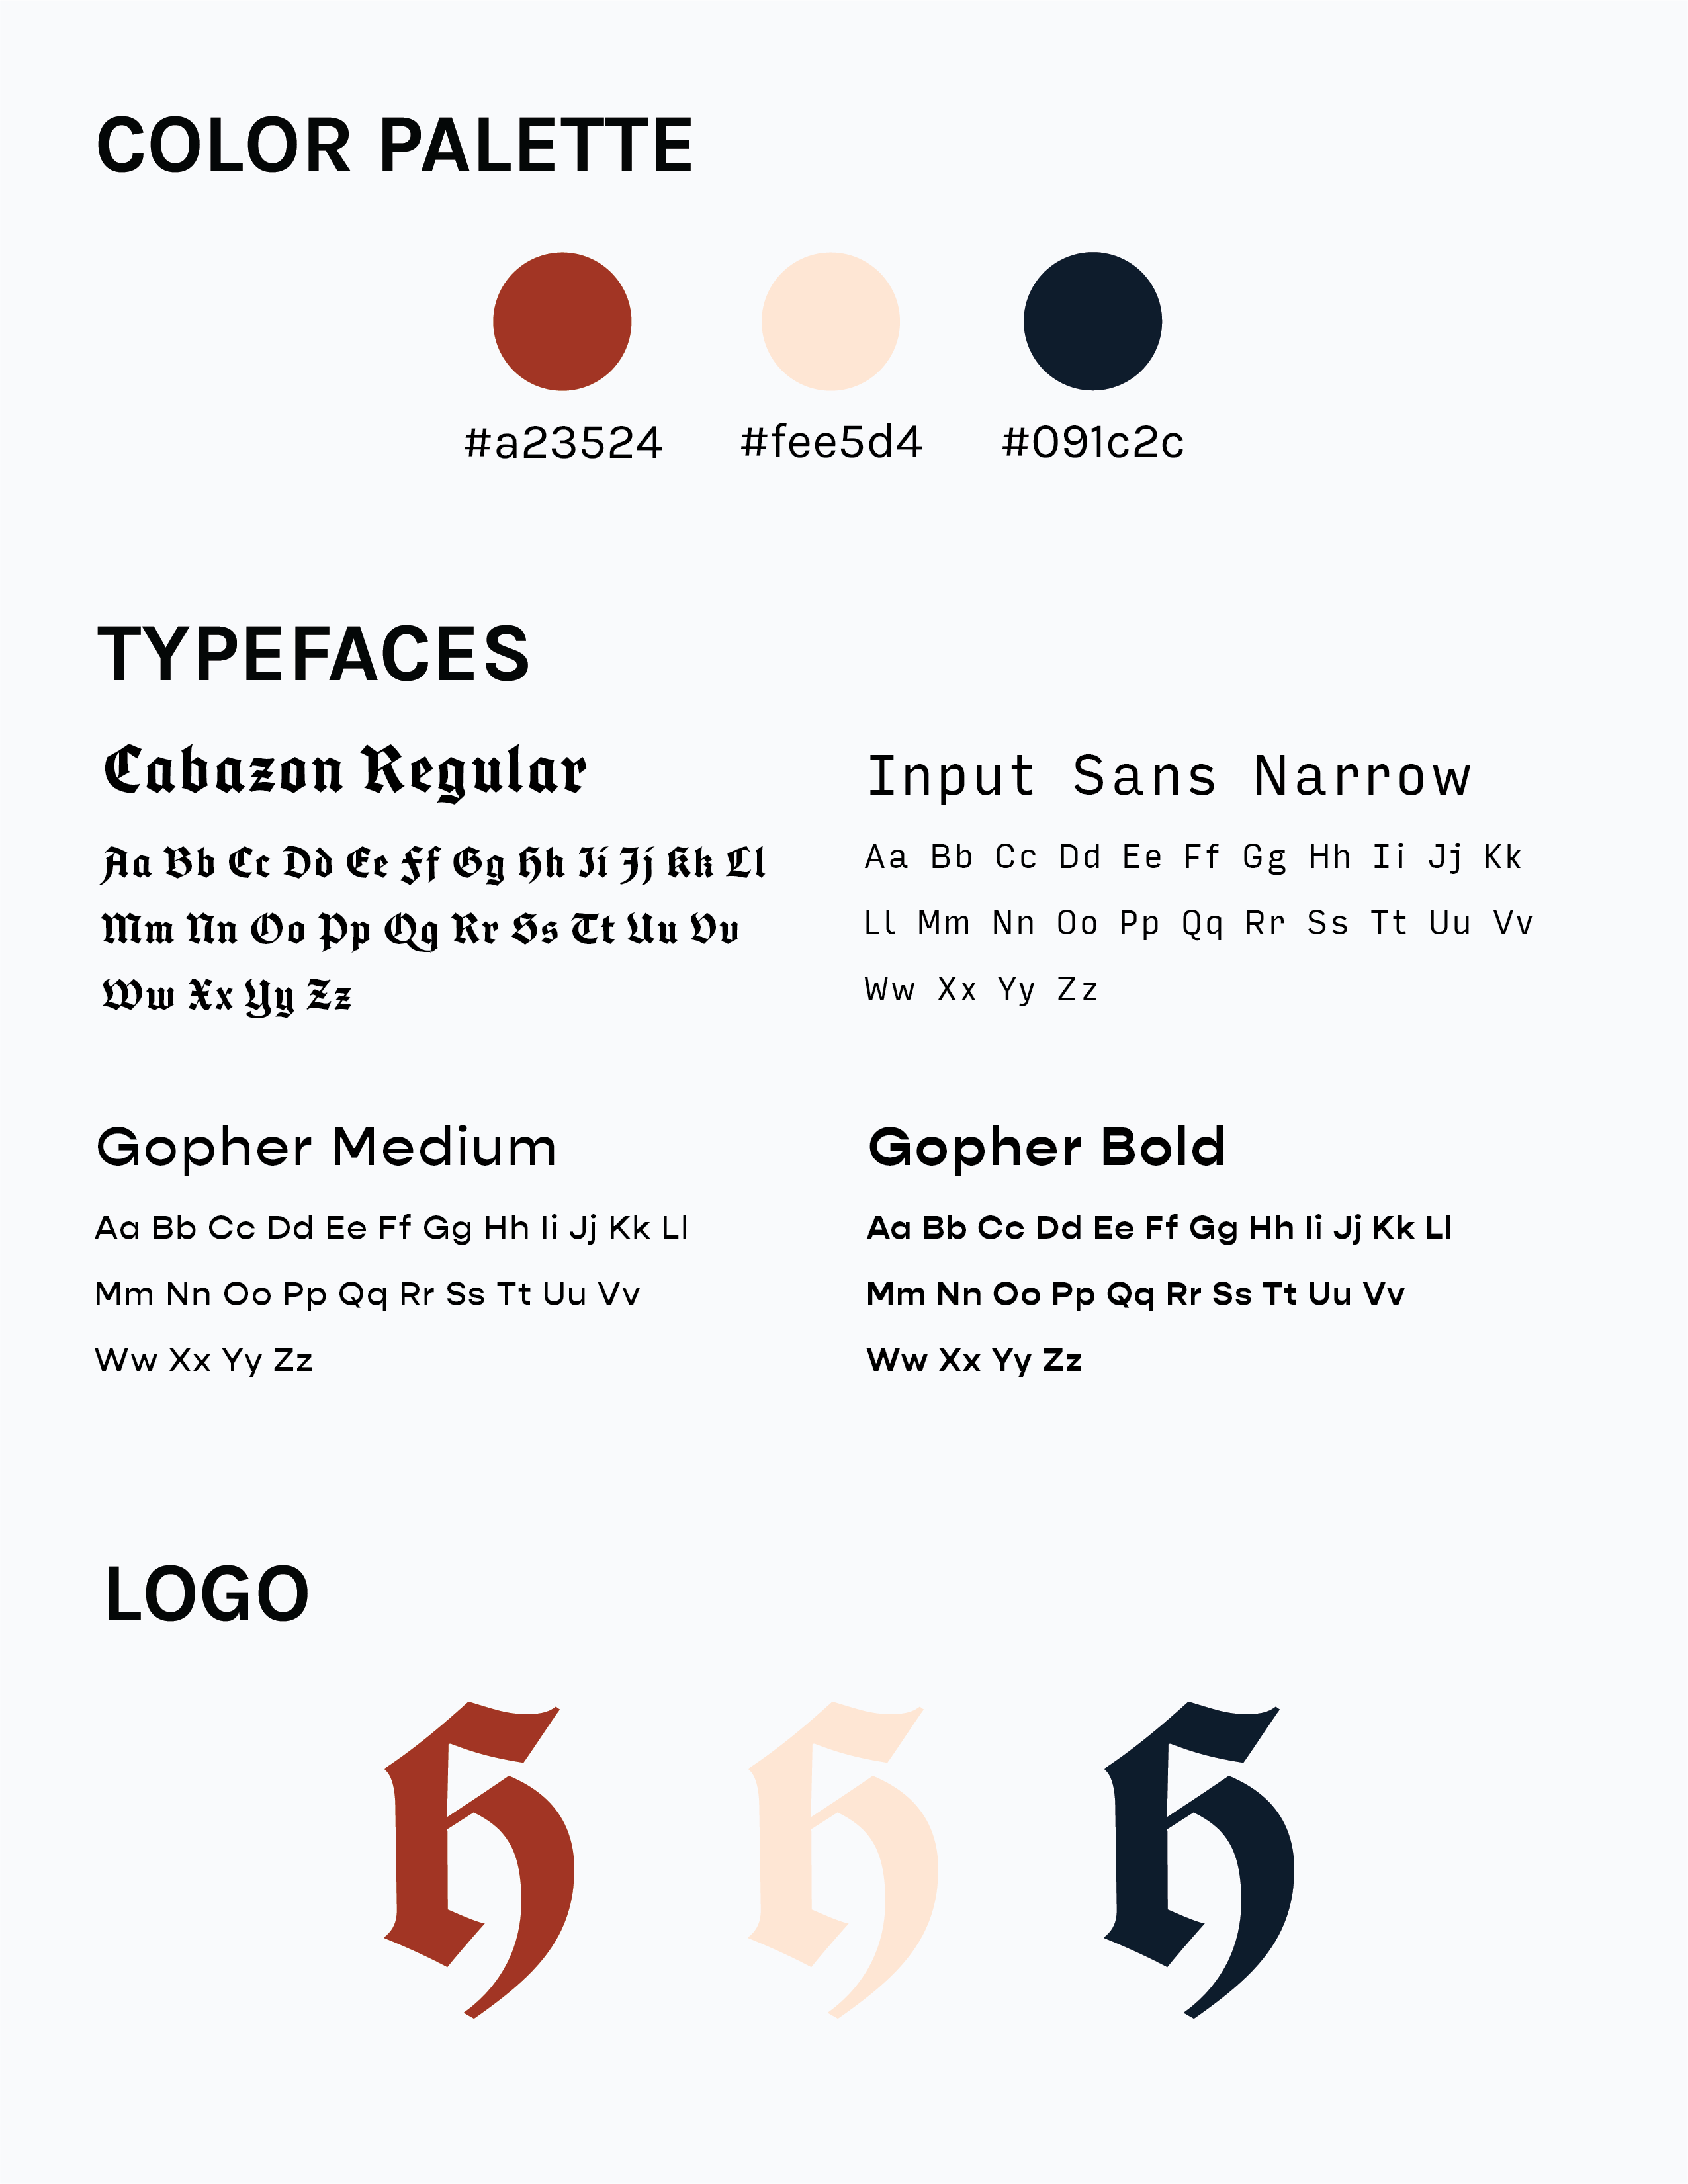 COLOR PALETTE
#a23524 #fee5d4 #091c2c
TYPEFACES
Cabazon Regular
Aa Bb Cc Dd Ee Ff Gg Hh Ii Jj Kk Ll
Mm Nn Oo Pp Qq Rr Ss Tt Uu Vv
Ww Xx Yy Zz
Input Sans Narrow
Aa Bb Cc Dd Ee Ff Gg Hh Ii Jj Kk
Ll Mm Nn Oo Pp Qq Rr Ss Tt Uu Vv
Ww Xx Yy Zz
Gopher Medium
Aa Bb Cc Dd Ee Ff Gg Hh Ii Jj Kk Ll
Mm Nn Oo Pp Qq Rr Ss Tt Uu Vv
Ww Xx Yy Zz
Gopher Bold
Aa Bb Cc Dd Ee Ff Gg Hh Ii Jj Kk Ll
Mm Nn Oo Pp Qq Rr Ss Tt Uu Vv
Ww Xx Yy Zz
LOGO
h h h